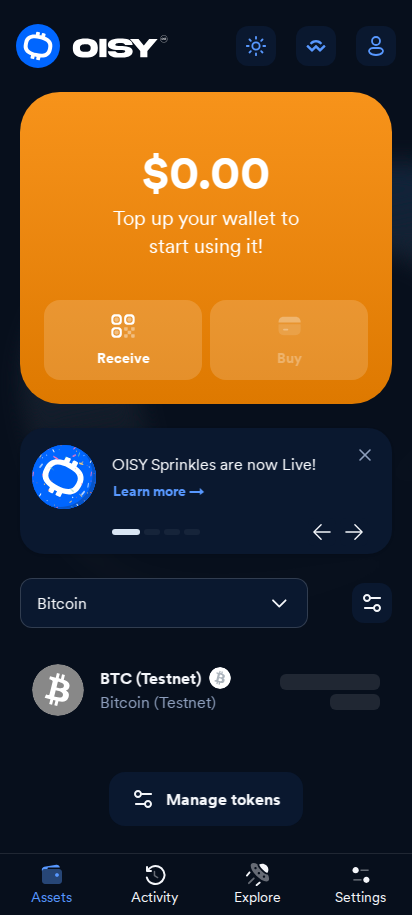 OISY
$0.00
Top up your wallet to
start using it!
Receive
Buy
OISY Sprinkles are now Live!
Learn more →
Bitcoin
BTC (Testnet)
Bitcoin (Testnet)
Manage tokens
Assets
Activity
Explore
Settings